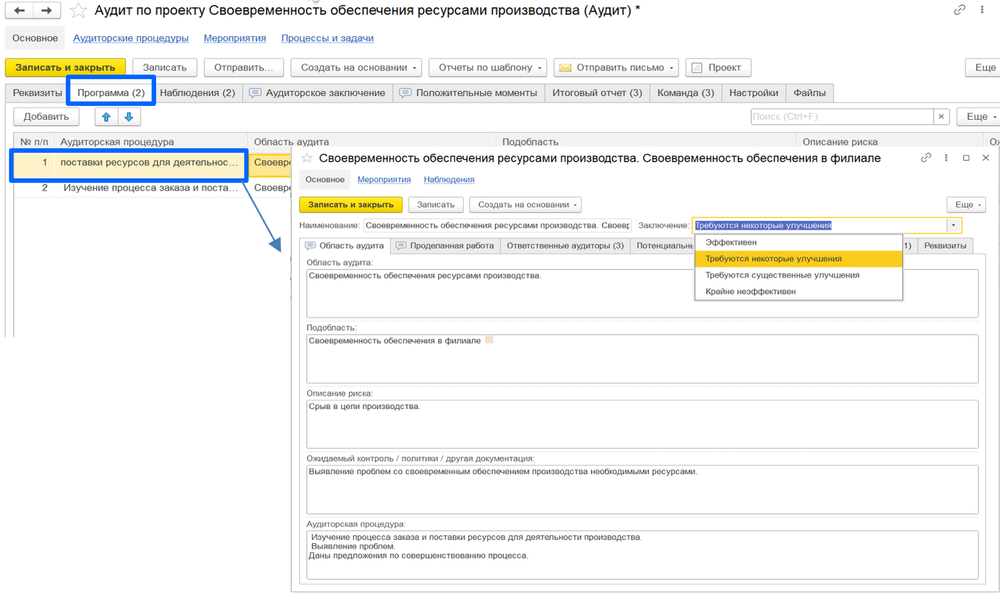 Аудит по проекту Своевременность обеспечения ресурсами производства (Аудит) *
Основное Аудиторские процедуры Мероприятия Процессы и задачи
Записать и закрыть Записать Отправить... Создать на основании Отчеты по шаблону Отправить письмо Проект Еще
Реквизиты Программа (2) Наблюдения (2) Аудиторское заключение Положительные моменты Итоговый отчет (3) Команда (3) Настройки Файлы
Добавить Поиск (Ctrl+F) × Еще
№ п/п Аудиторская процедура Область аудита Подобласть Описание риска
1 поставки ресурсов для деятельнос...
2 Изучение процесса заказа и поста...
Своевременность обеспечения ресурсами производства. Своевременность обеспечения в филиале
Основное Мероприятия Наблюдения
Записать и закрыть Записать Создать на основании Еще
Наименование: Своевременность обеспечения ресурсами производства. Заключение: Требуются некоторые улучшения
Эффективен
Требуются некоторые улучшения
Требуются существенные улучшения
Крайне неэффективен
Область аудита Проделанная работа Ответственные аудиторы (3) 1) Реквизиты
Область аудита:
Своевременность обеспечения ресурсами производства.
Подобласть:
Своевременность обеспечения в филиале
Описание риска:
Срыв в цепи производства.
Ожидаемый контроль / политики / другая документация:
Выявление проблем со своевременным обеспечением производства необходимыми ресурсами.
Аудиторская процедура:
Изучение процесса заказа и поставки ресурсов для деятельности производства.
Выявление проблем.
Даны предложения по совершенствованию процесса.